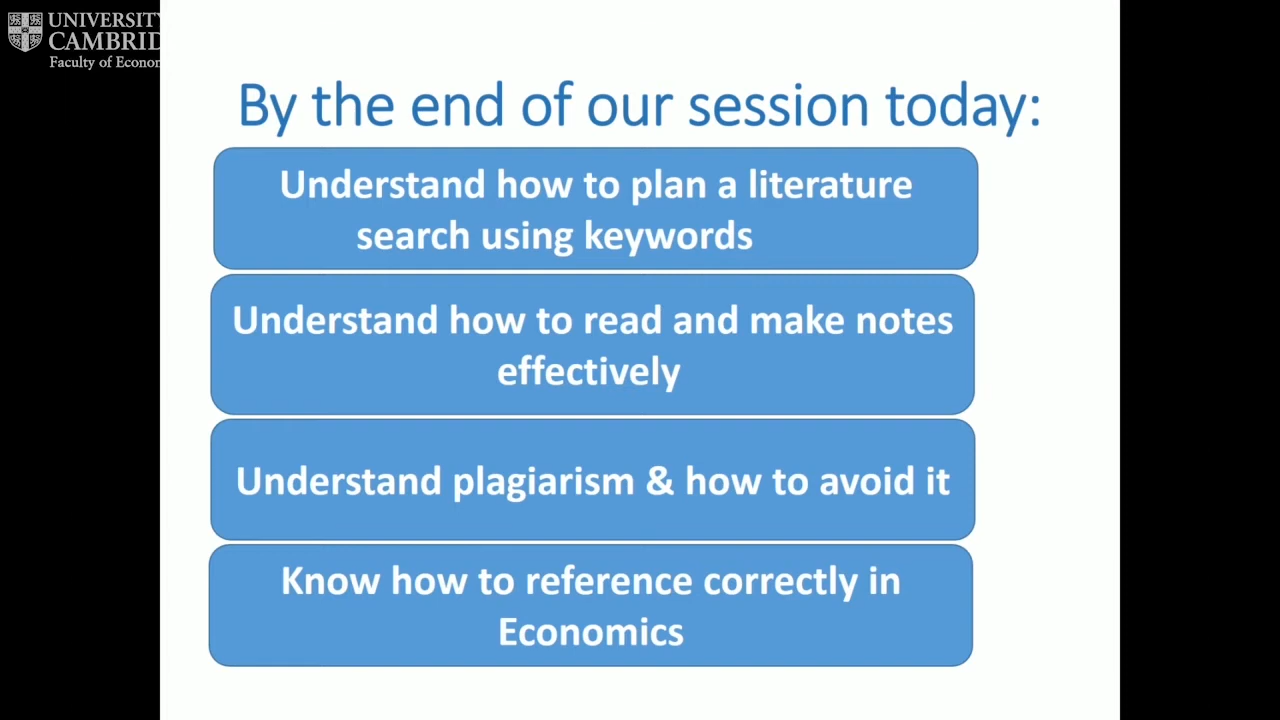 UNIVERSITY
CAMBRID
Faculty of Econom
By the end of our session today:
Understand how to plan a literature
search using keywords
Understand how to read and make notes
effectively
Understand plagiarism & how to avoid it
Know how to reference correctly in
Economics